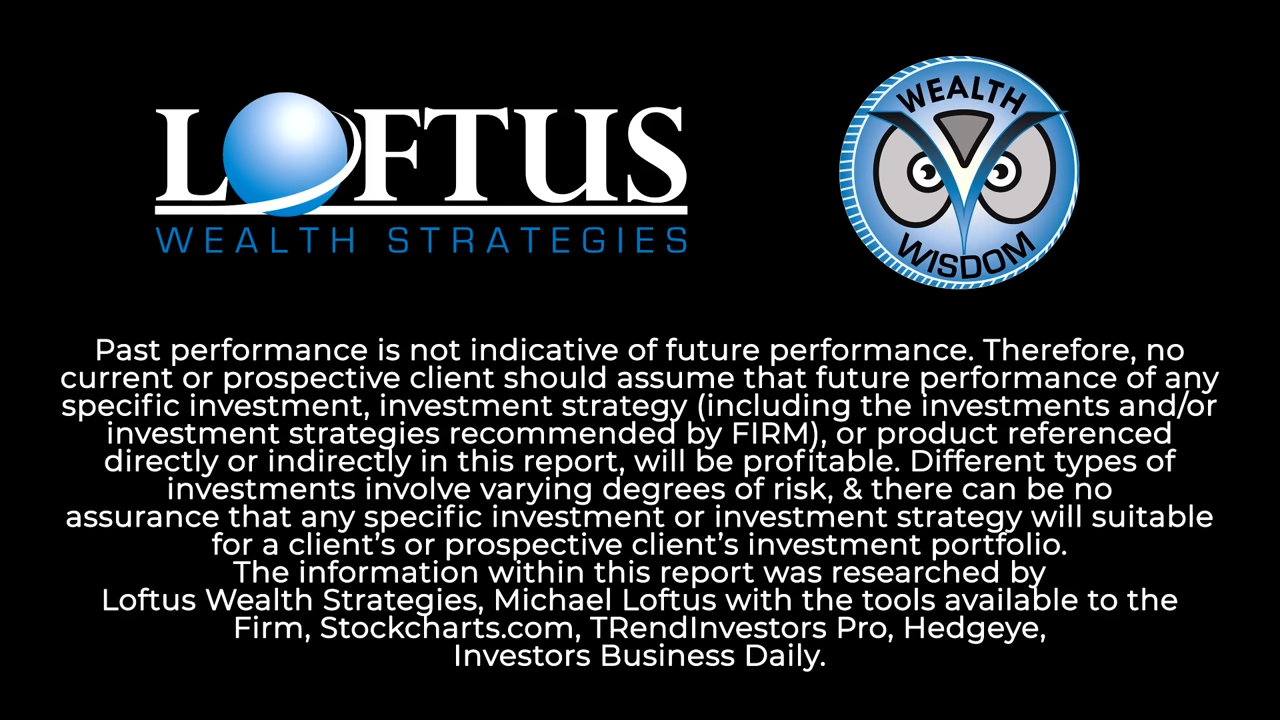 LOFTUS
WEALTH STRATEGIES
WEALTH
WISDOM
Past performance is not indicative of future performance. Therefore, no
current or prospective client should assume that future performance of any
specific investment, investment strategy (including the investments and/or
investment strategies recommended by FIRM), or product referenced
directly or indirectly in this report, will be profitable. Different types of
investments involve varying degrees of risk, & there can be no
assurance that any specific investment or investment strategy will suitable
for a client’s or prospective client’s investment portfolio.
The information within this report was researched by
Loftus Wealth Strategies, Michael Loftus with the tools available to the
Firm, Stockcharts.com, TRendInvestors Pro, Hedgeye,
Investors Business Daily.